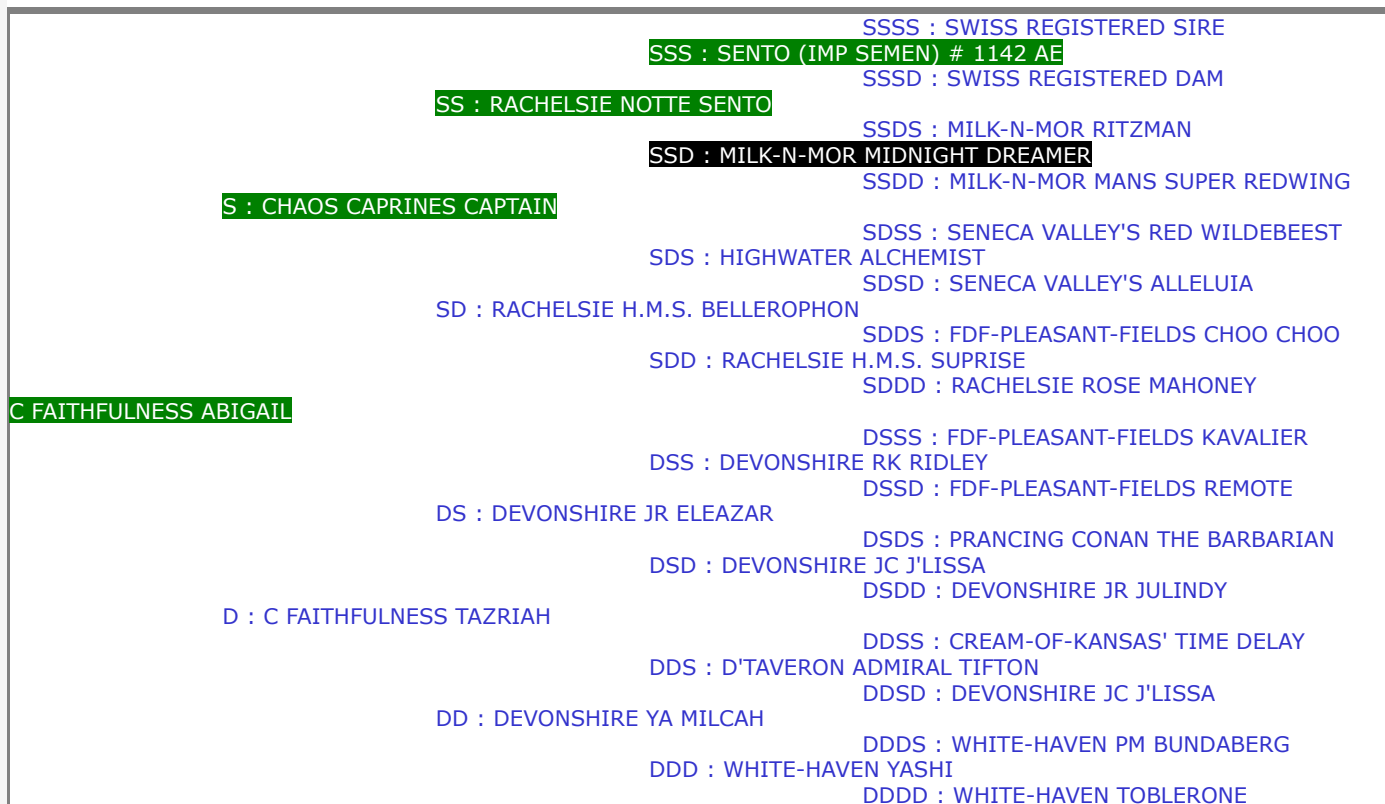 SSSS : SWISS REGISTERED SIRE
SSS : SENTO (IMP SEMEN) # 1142 AE
SSSD : SWISS REGISTERED DAM
SS : RACHELSIE NOTTE SENTO
SSDS : MILK-N-MOR RITZMAN
SSD : MILK-N-MOR MIDNIGHT DREAMER
SSDD : MILK-N-MOR MANS SUPER REDWING
S : CHAOS CAPRINES CAPTAIN
SDSS : SENECA VALLEY'S RED WILDEBEEST
SDS : HIGHWATER ALCHEMIST
SDSD : SENECA VALLEY'S ALLELUIA
SD : RACHELSIE H.M.S. BELLEROPHON
SDDS : FDF-PLEASANT-FIELDS CHOO CHOO
SDD : RACHELSIE H.M.S. SUPRISE
SDDD : RACHELSIE ROSE MAHONEY
C FAITHFULNESS ABIGAIL
DSSS : FDF-PLEASANT-FIELDS KAVALIER
DSS : DEVONSHIRE RK RIDLEY
DSSD : FDF-PLEASANT-FIELDS REMOTE
DS : DEVONSHIRE JR ELEAZAR
DSDS : PRANCING CONAN THE BARBARIAN
DSD : DEVONSHIRE JC J'LISSA
DSDD : DEVONSHIRE JR JULINDY
D : C FAITHFULNESS TAZRIAH
DDSS : CREAM-OF-KANSAS' TIME DELAY
DDS : D'TAVERON ADMIRAL TIFTON
DDSD : DEVONSHIRE JC J'LISSA
DD : DEVONSHIRE YA MILCAH
DDDS : WHITE-HAVEN PM BUNDABERG
DDD : WHITE-HAVEN YASHI
DDDD : WHITE-HAVEN TOBLERONE